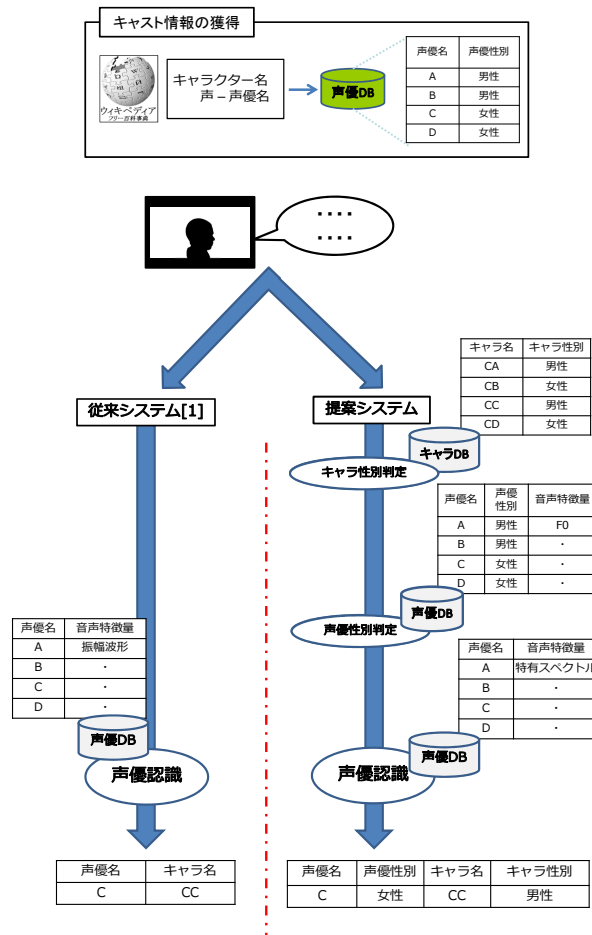 キャスト情報の獲得
ウィキペディア
フリー百科事典
キャラクター名
声 – 声優名
声優DB
声優名 声優性別
A 男性
B 男性
C 女性
D 女性
・・・・
・・・・
キャラ名 キャラ性別
CA 男性
CB 女性
CC 男性
CD 女性
従来システム[1]
提案システム
キャラDB
キャラ性別判定
声優名 声優性別 音声特徴量
A 男性 F0
B 男性 ・
C 女性 ・
D 女性 ・
声優DB
声優性別判定
声優名 音声特徴量
A 振幅波形
B ・
C ・
D ・
声優DB
声優認識
声優名 音声特徴量
A 特有スペクトル
B ・
C ・
D ・
声優DB
声優認識
声優名 キャラ名
C CC
声優名 声優性別 キャラ名 キャラ性別
C 女性 CC 男性